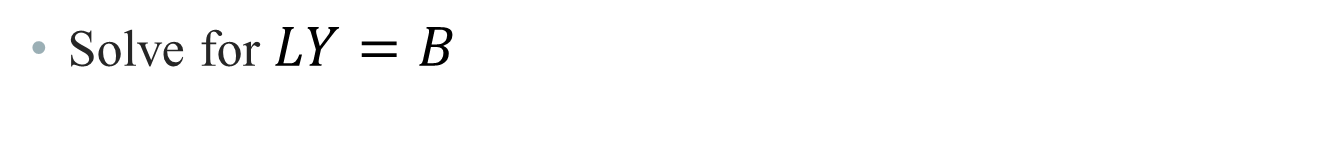 • Solve for LY = B